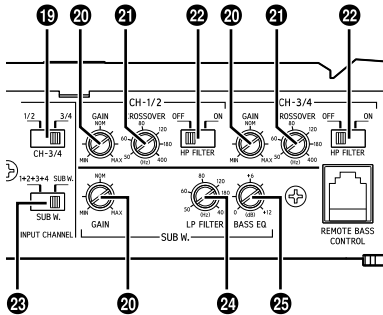 19 20 21 22 20 21 22
CH-1/2 CH-3/4
1/2 3/4 GAIN CROSSOVER OFF ON GAIN CROSSOVER OFF ON
NOM 80 NOM 80
120 120
60 180 60 180
CH-3/4 MIN MAX 50 (Hz) 400 HP FILTER MIN MAX 50 (Hz) 400 HP FILTER
1+2+3+4 SUB W. NOM 80 +6
120
60 180
SUB W. MIN MAX 50 (Hz) 400 0 (dB) +12
INPUT CHANNEL GAIN LP FILTER BASS EQ REMOTE BASS
SUB W. CONTROL
23 20 24 25